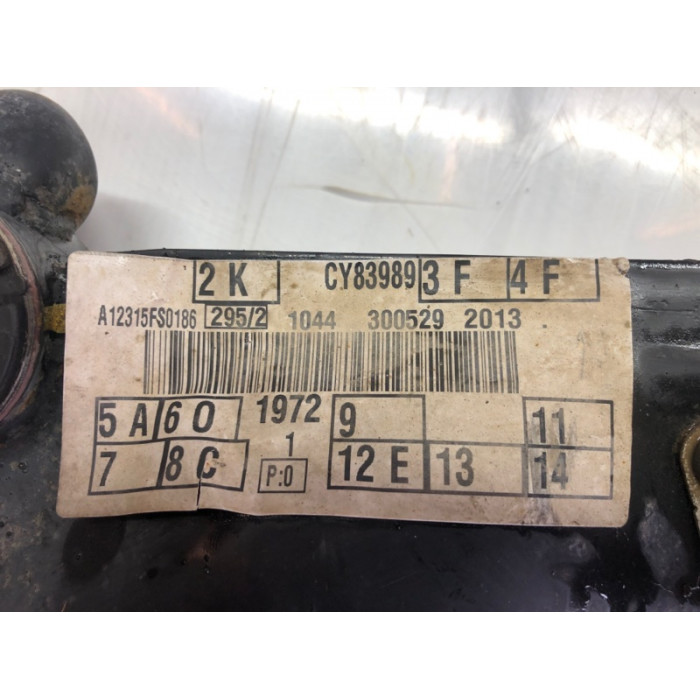 2 K CY83989 3 F 4 F
A12315FS0186 295/2 1044 300529 2013
5 A 6 O 1972 9 11
7 8 C 1 P:0 12 E 13 14